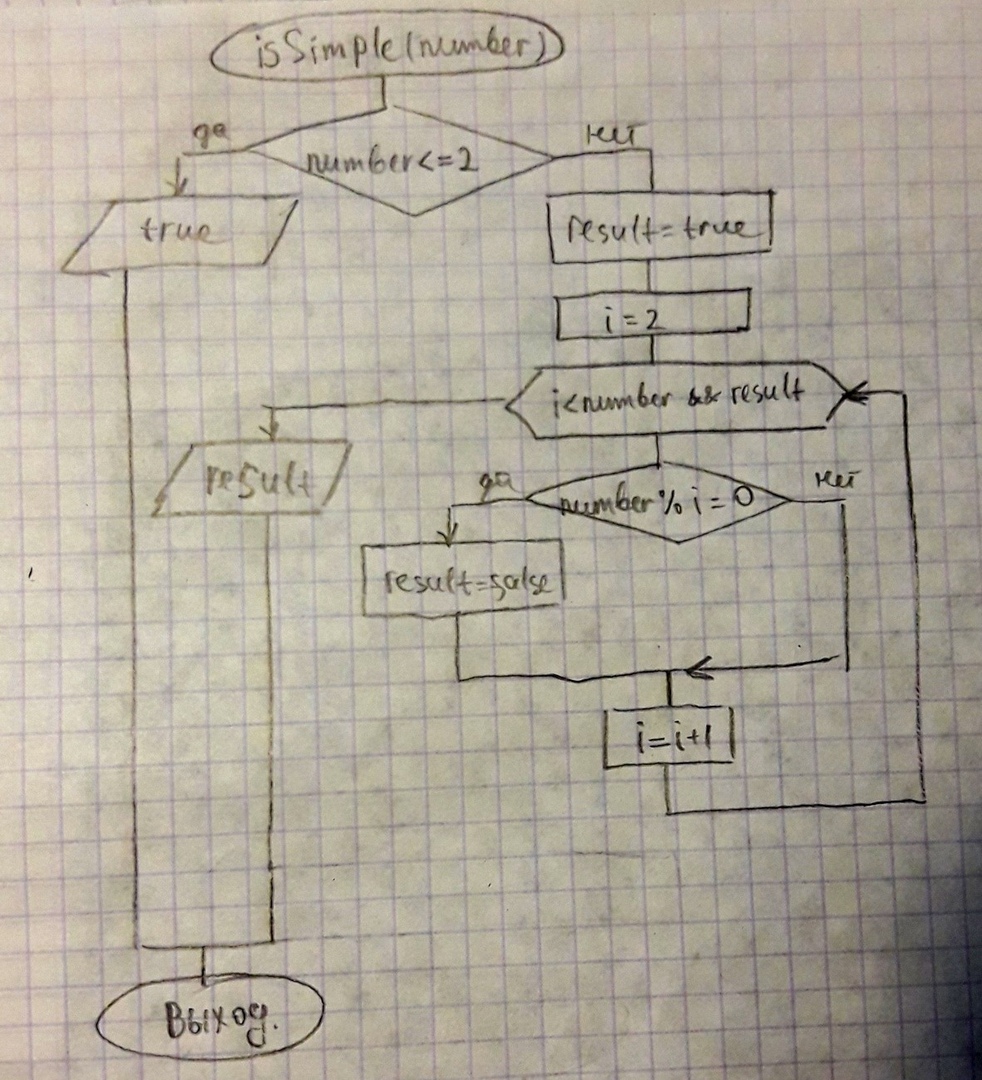 isSimple(number)
да
нет
number<=2
true
result=true
i=2
i<number && result
result
да
нет
number % i = 0
result=false
i=i+1
Выход.